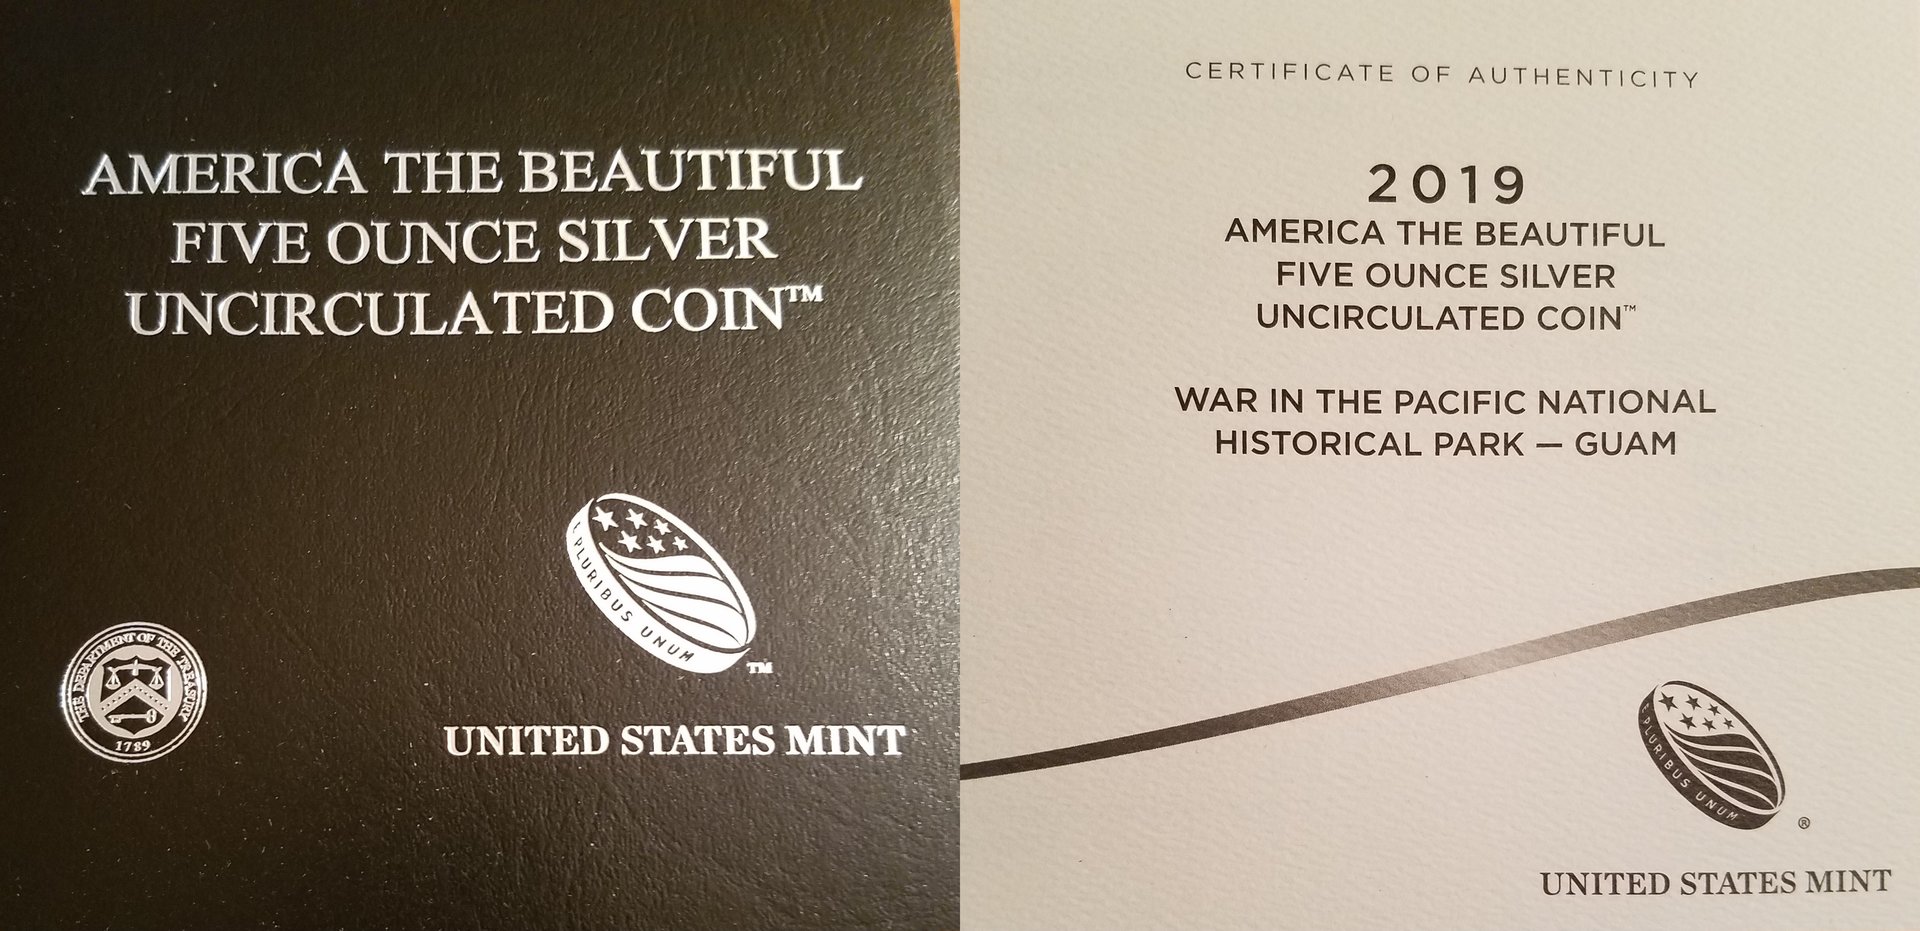 AMERICA THE BEAUTIFUL
FIVE OUNCE SILVER
UNCIRCULATED COIN™
E PLURIBUS UNUM
TM
THE DEPARTMENT OF THE TREASURY
1789
UNITED STATES MINT
CERTIFICATE OF AUTHENTICITY
2019
AMERICA THE BEAUTIFUL
FIVE OUNCE SILVER
UNCIRCULATED COIN™
WAR IN THE PACIFIC NATIONAL
HISTORICAL PARK — GUAM
E PLURIBUS UNUM
®
UNITED STATES MINT